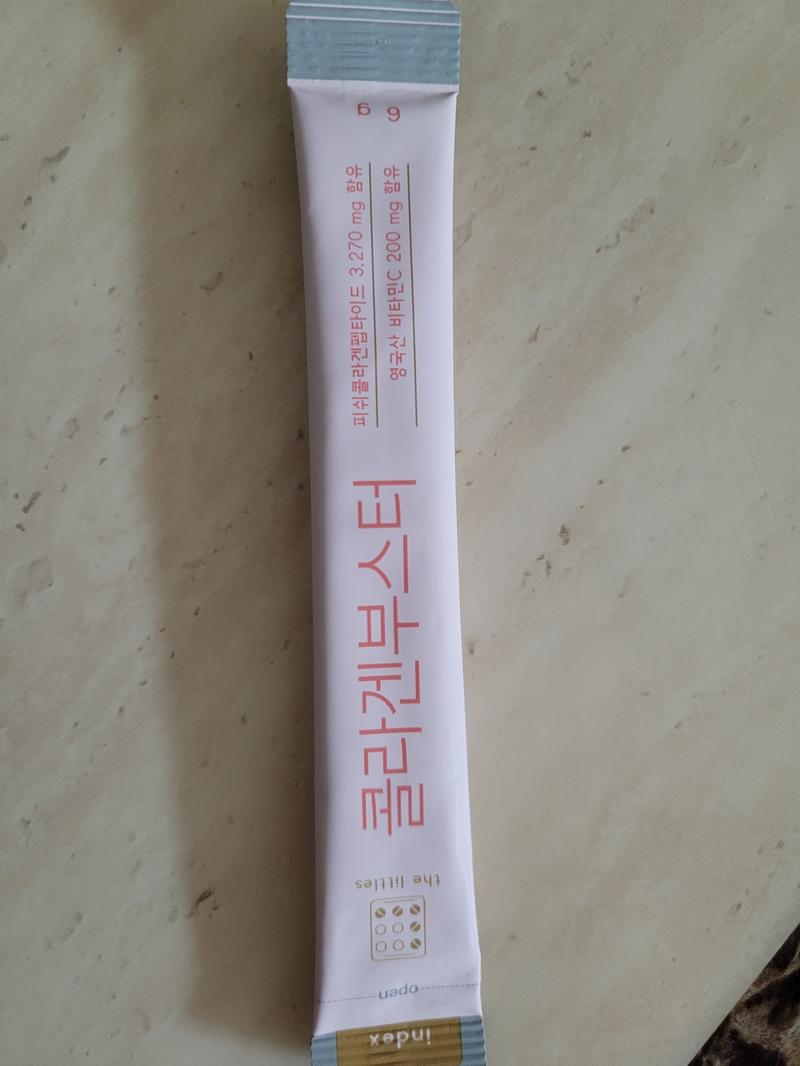 index
open
the littles
콜라겐부스터
피쉬콜라겐펩타이드 3,270 mg 함유
영국산 비타민C 200 mg 함유